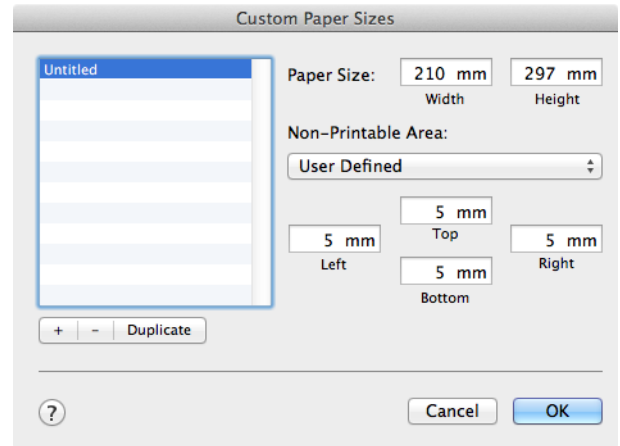 Custom Paper Sizes
Untitled
Paper Size: 210 mm 297 mm
Width Height
Non-Printable Area:
User Defined
5 mm
Top
5 mm 5 mm
Left Right
5 mm
Bottom
+ - Duplicate
? Cancel OK